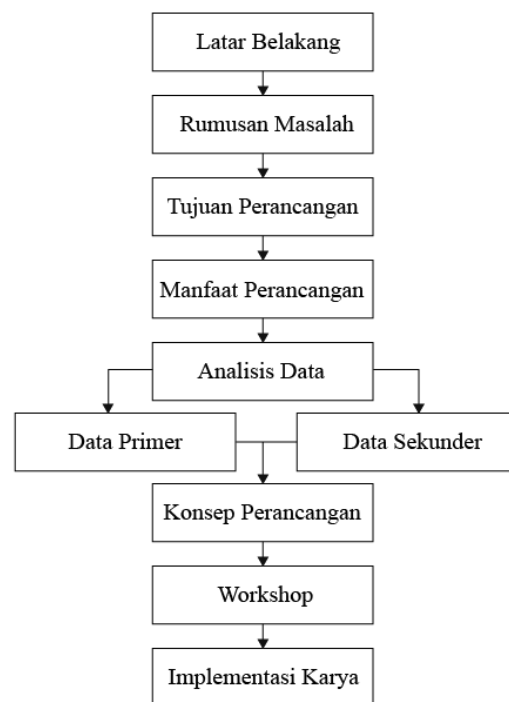 Latar Belakang
Rumusan Masalah
Tujuan Perancangan
Manfaat Perancangan
Analisis Data
Data Primer
Data Sekunder
Konsep Perancangan
Workshop
Implementasi Karya